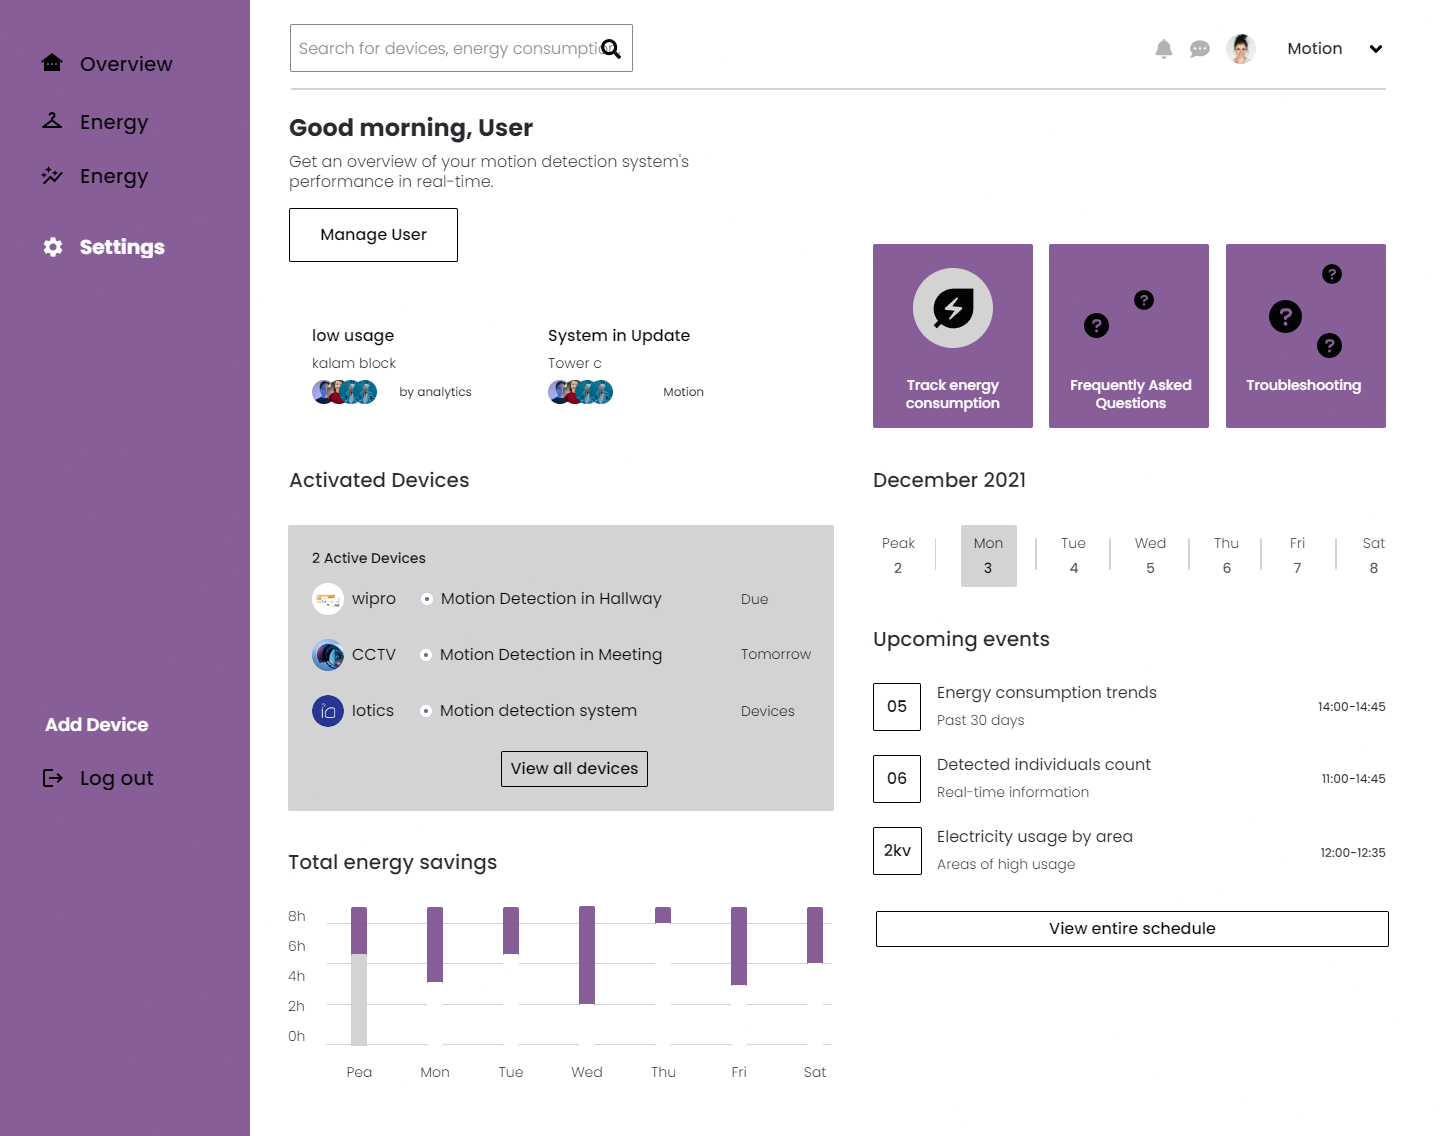 Overview
Energy
Energy
Settings
Add Device
Log out
Search for devices, energy consumptio
Motion
Good morning, User
Get an overview of your motion detection system's
performance in real-time.
Manage User
low usage
kalam block
by analytics
System in Update
Tower c
Motion
Track energy
consumption
Frequently Asked
Questions
Troubleshooting
Activated Devices
2 Active Devices
wipro
Motion Detection in Hallway
Due
CCTV
Motion Detection in Meeting
Tomorrow
Iotics
Motion detection system
Devices
View all devices
December 2021
Peak
2
Mon
3
Tue
4
Wed
5
Thu
6
Fri
7
Sat
8
Upcoming events
05
Energy consumption trends
Past 30 days
14:00-14:45
06
Detected individuals count
Real-time information
11:00-14:45
2kv
Electricity usage by area
Areas of high usage
12:00-12:35
View entire schedule
Total energy savings
8h
6h
4h
2h
0h
Pea
Mon
Tue
Wed
Thu
Fri
Sat